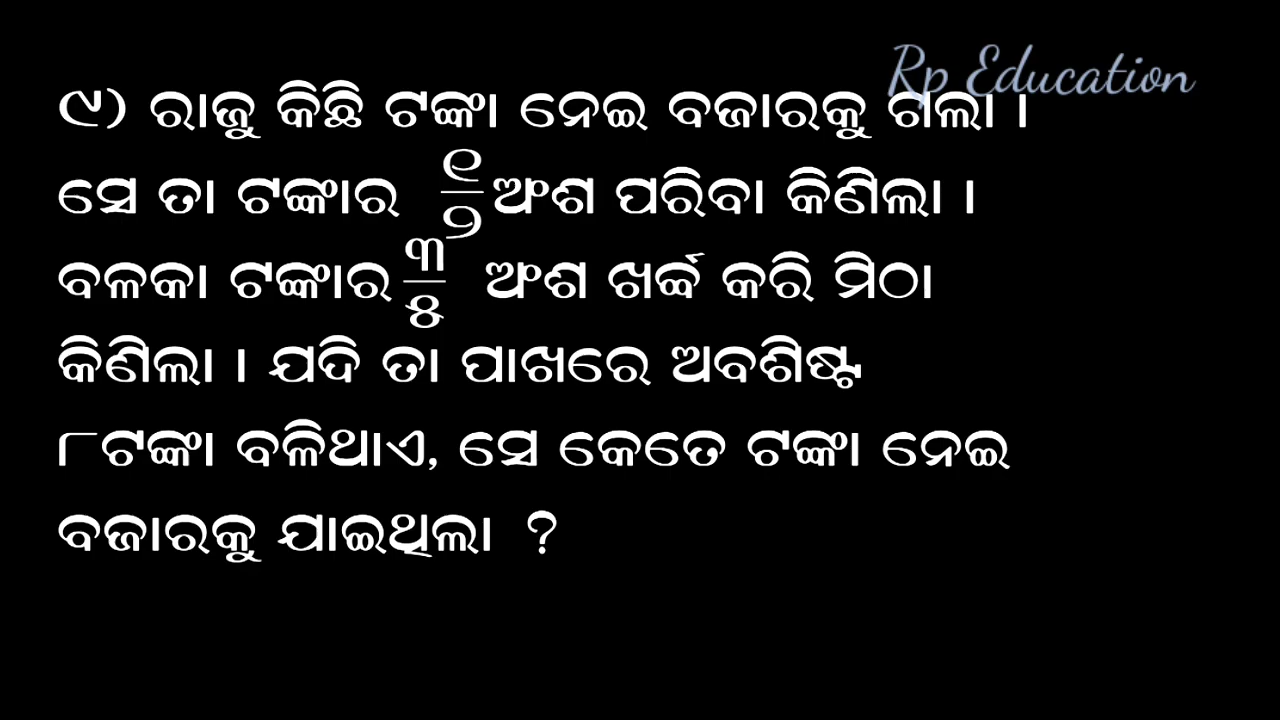 Rp Education
୯) ରାଜୁ କିଛି ଟଙ୍କା ନେଇ ବଜାରକୁ ଗଲା ।
ସେ ତା ଟଙ୍କାର ୧/୨ ଅଂଶ ପରିବା କିଣିଲା ।
ବଳକା ଟଙ୍କାର ୩/୫ ଅଂଶ ଖର୍ଚ୍ଚ କରି ମିଠା
କିଣିଲା । ଯଦି ତା ପାଖରେ ଅବଶିଷ୍ଟ
୮ଟଙ୍କା ବଳିଥାଏ, ସେ କେତେ ଟଙ୍କା ନେଇ
ବଜାରକୁ ଯାଇଥିଲା ?